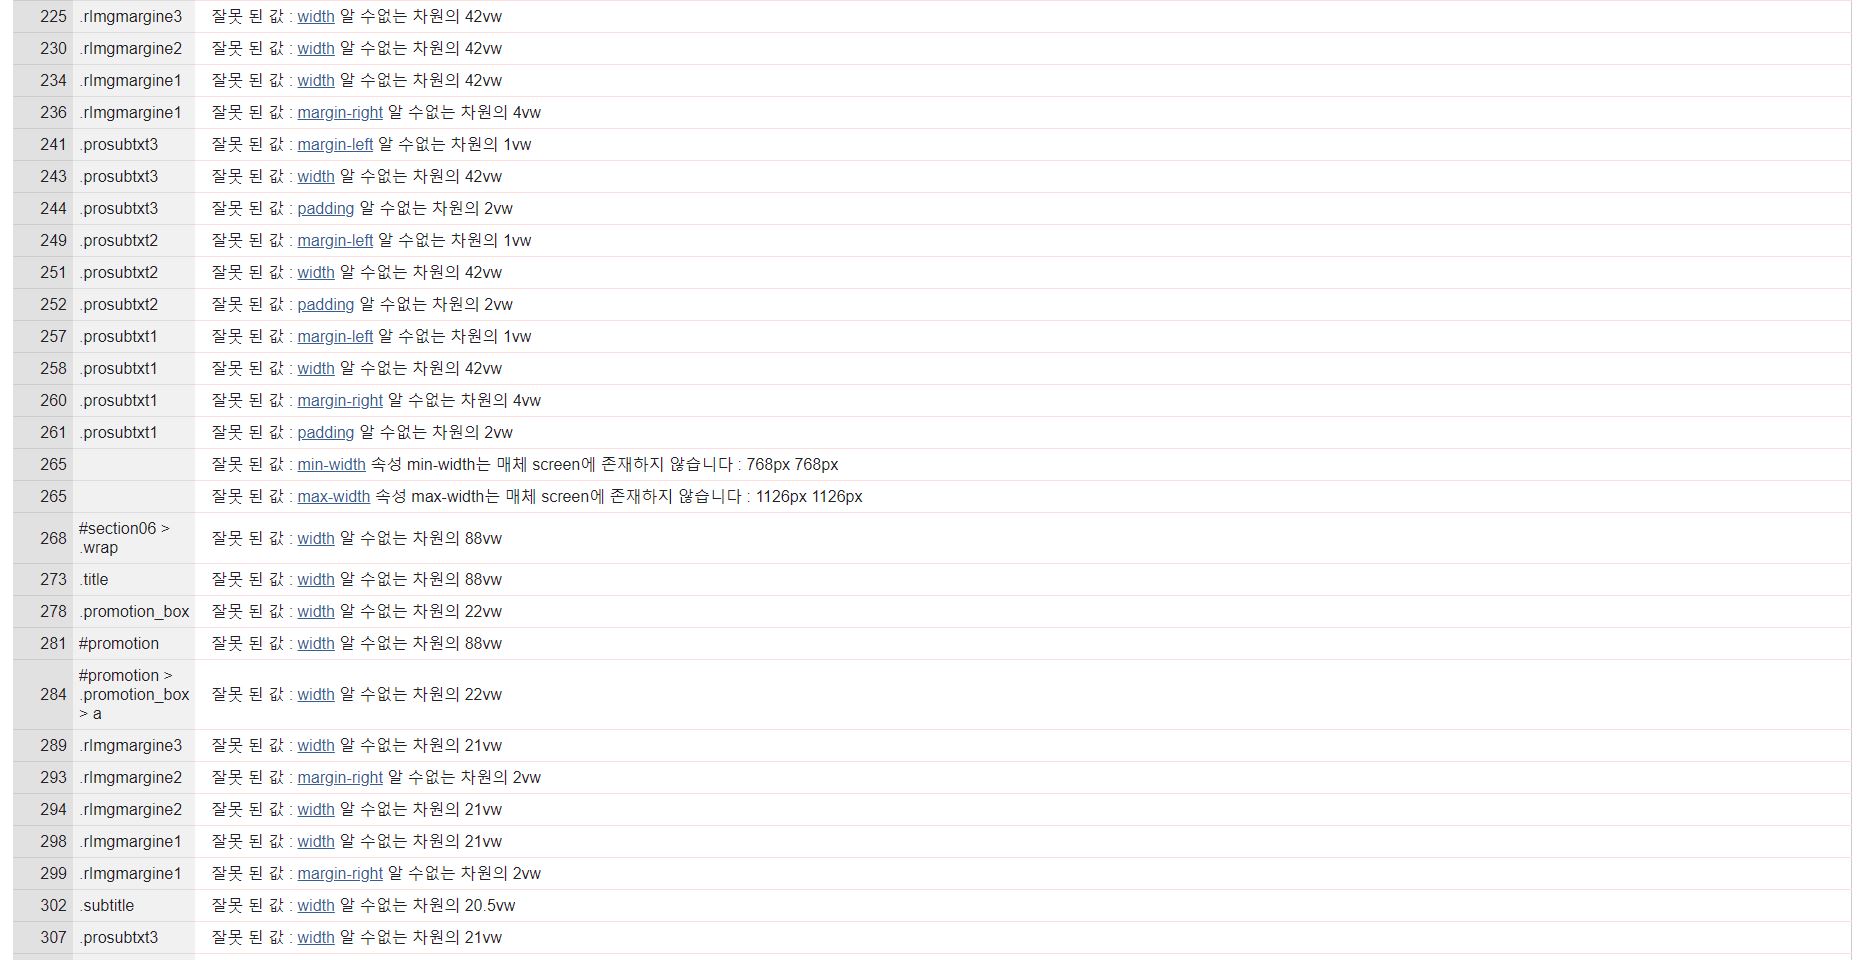 225 .rlmgmargine3 잘못 된 값 : width 알 수없는 차원의 42vw
230 .rlmgmargine2 잘못 된 값 : width 알 수없는 차원의 42vw
234 .rlmgmargine1 잘못 된 값 : width 알 수없는 차원의 42vw
236 .rlmgmargine1 잘못 된 값 : margin-right 알 수없는 차원의 4vw
241 .prosubtxt3 잘못 된 값 : margin-left 알 수없는 차원의 1vw
243 .prosubtxt3 잘못 된 값 : width 알 수없는 차원의 42vw
244 .prosubtxt3 잘못 된 값 : padding 알 수없는 차원의 2vw
249 .prosubtxt2 잘못 된 값 : margin-left 알 수없는 차원의 1vw
251 .prosubtxt2 잘못 된 값 : width 알 수없는 차원의 42vw
252 .prosubtxt2 잘못 된 값 : padding 알 수없는 차원의 2vw
257 .prosubtxt1 잘못 된 값 : margin-left 알 수없는 차원의 1vw
258 .prosubtxt1 잘못 된 값 : width 알 수없는 차원의 42vw
260 .prosubtxt1 잘못 된 값 : margin-right 알 수없는 차원의 4vw
261 .prosubtxt1 잘못 된 값 : padding 알 수없는 차원의 2vw
265 잘못 된 값 : min-width 속성 min-width는 매체 screen에 존재하지 않습니다 : 768px 768px
265 잘못 된 값 : max-width 속성 max-width는 매체 screen에 존재하지 않습니다 : 1126px 1126px
#section06 >
268 .wrap 잘못 된 값 : width 알 수없는 차원의 88vw
273 .title 잘못 된 값 : width 알 수없는 차원의 88vw
278 .promotion_box 잘못 된 값 : width 알 수없는 차원의 22vw
281 #promotion 잘못 된 값 : width 알 수없는 차원의 88vw
#promotion >
284 .promotion_box 잘못 된 값 : width 알 수없는 차원의 22vw
> a
289 .rlmgmargine3 잘못 된 값 : width 알 수없는 차원의 21vw
293 .rlmgmargine2 잘못 된 값 : margin-right 알 수없는 차원의 2vw
294 .rlmgmargine2 잘못 된 값 : width 알 수없는 차원의 21vw
298 .rlmgmargine1 잘못 된 값 : width 알 수없는 차원의 21vw
299 .rlmgmargine1 잘못 된 값 : margin-right 알 수없는 차원의 2vw
302 .subtitle 잘못 된 값 : width 알 수없는 차원의 20.5vw
307 .prosubtxt3 잘못 된 값 : width 알 수없는 차원의 21vw